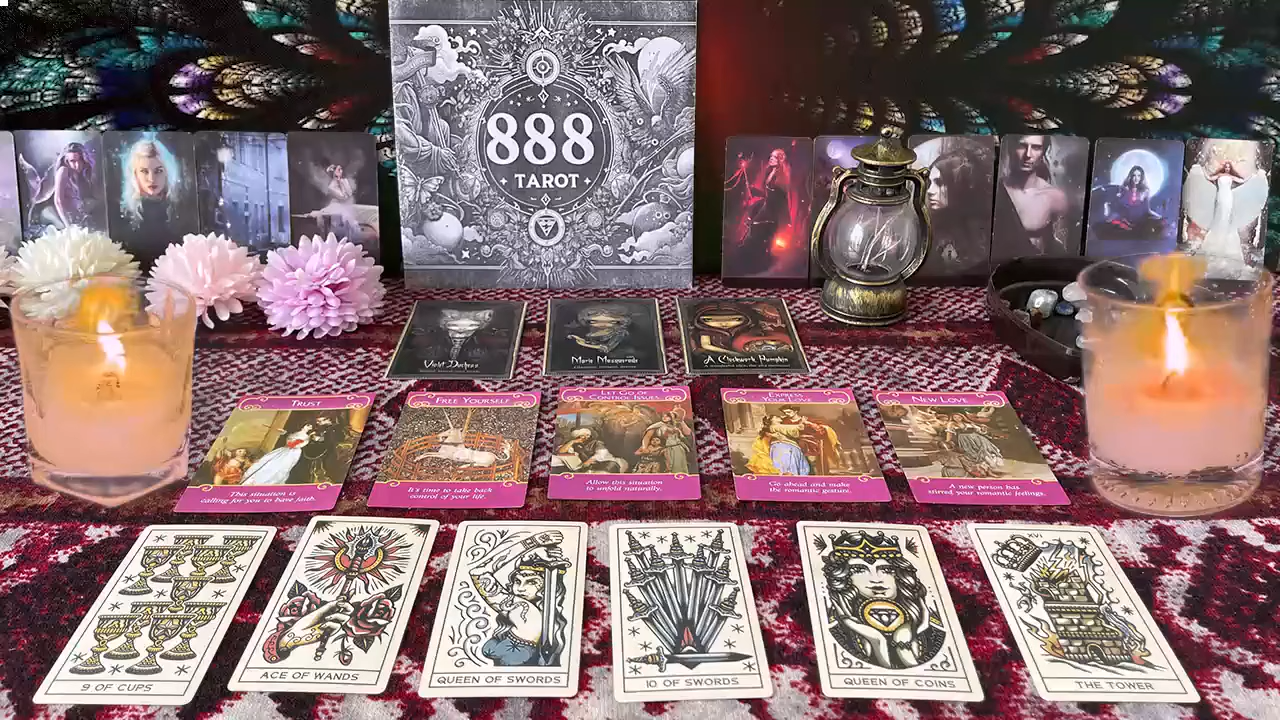 888
TAROT
Violet Duchess
Marie Masquerade
A Clockwork Pumpkin
TRUST
This situation is
calling for you to have faith.
FREE YOURSELF
It's time to take back
control of your life.
LET GO OF
CONTROL ISSUES
Allow this situation
to unfold naturally.
EXPRESS
YOUR LOVE
Go ahead and make
the romantic gesture.
NEW LOVE
A new person has
stirred your romantic feelings.
9 OF CUPS
ACE OF WANDS
QUEEN OF SWORDS
10 OF SWORDS
QUEEN OF COINS
XVI
THE TOWER